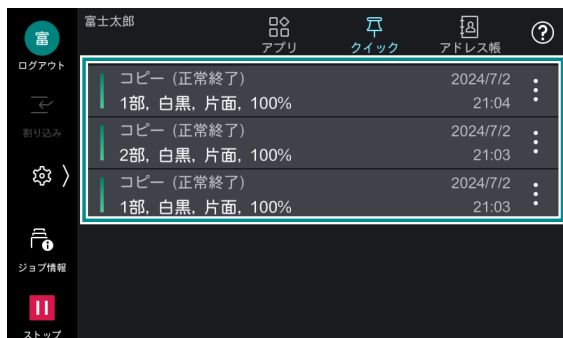 富
ログアウト
割り込み
ジョブ情報
ストップ
富士太郎
アプリ
クイック
アドレス帳
?
コピー (正常終了) 2024/7/2
1部, 白黒, 片面, 100% 21:04
コピー (正常終了) 2024/7/2
2部, 白黒, 片面, 100% 21:03
コピー (正常終了) 2024/7/2
1部, 白黒, 片面, 100% 21:03